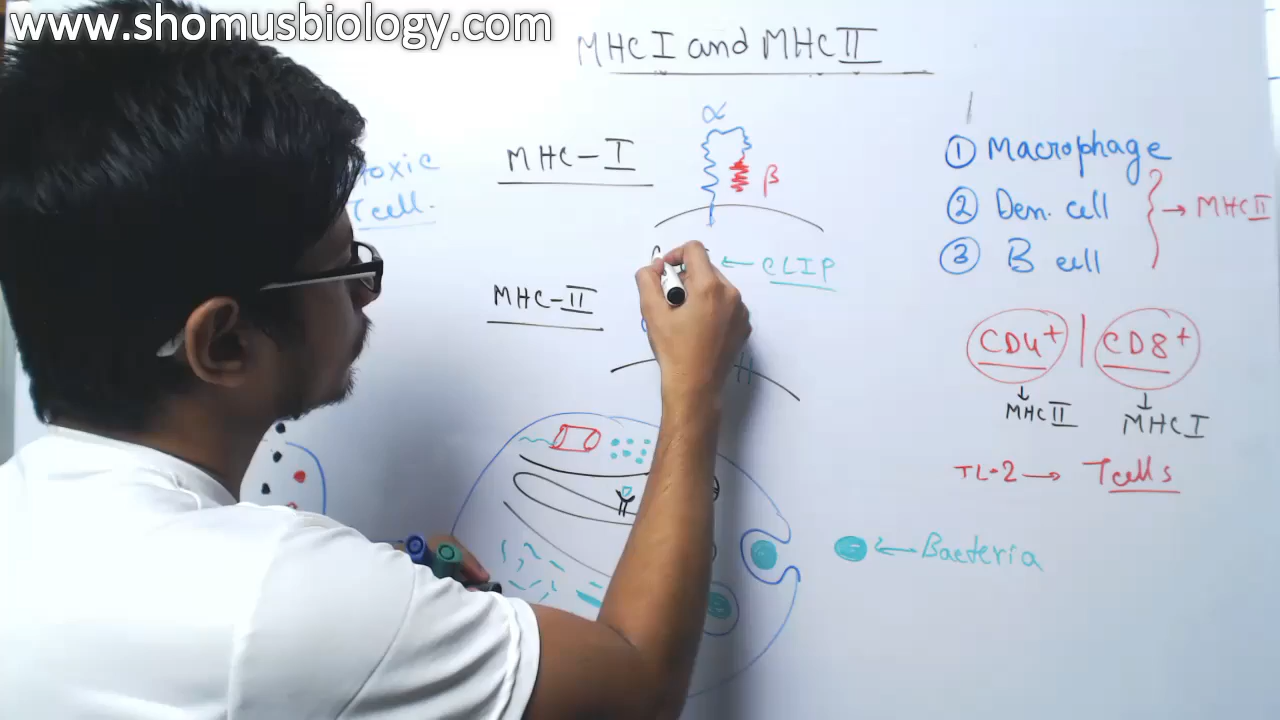 www.shomusbiology.com
MHC I and MHC II
α
MHC-I
β
toxic
T cell.
CLIP
MHC-II
① Macrophage
② Den. cell
③ B cell
→ MHC II
CD4+ | CD8+
MHC II
MHC I
IL-2 → T cells
Bacteria